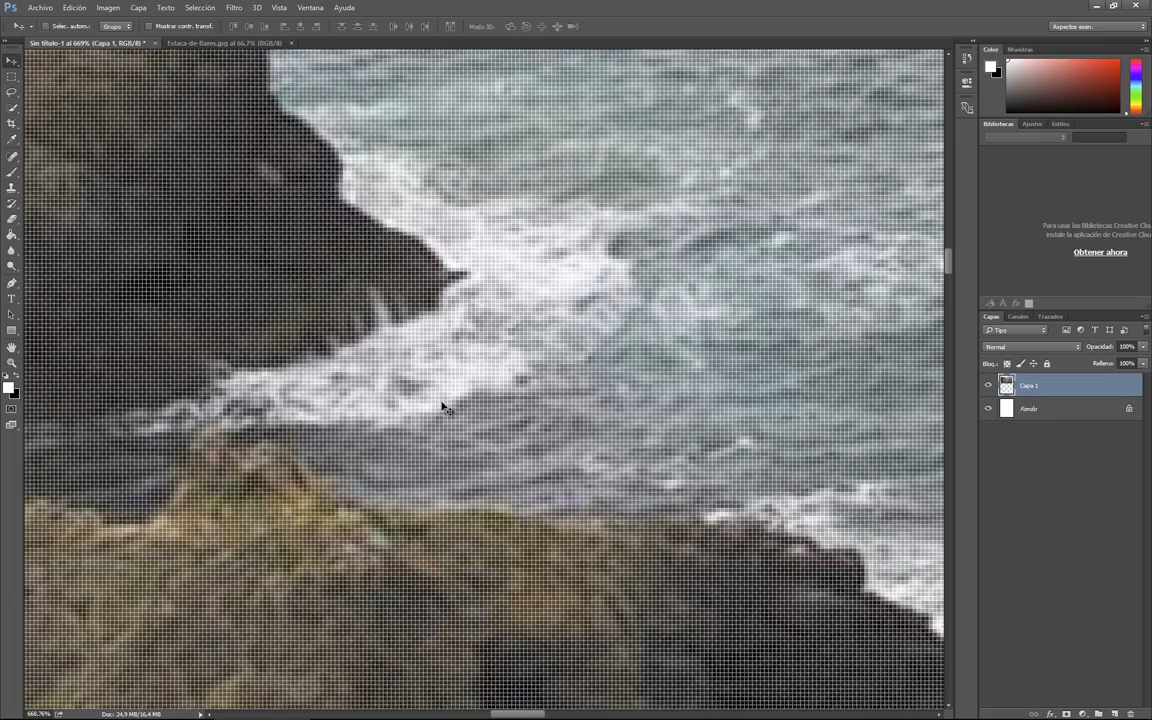 Ps Archivo Edición Imagen Capa Texto Selección Filtro 3D Vista Ventana Ayuda
Selec. autom.: Grupo Mostrar contr. transf. Modo 3D: Aspectos esen.
Sin título-1 al 669% (Capa 1, RGB/8) * × Estaca-de-Bares.jpg al 66,7% (RGB/8) ×
Color Muestras
Bibliotecas Ajustes Estilos
Para usar las Bibliotecas Creative Clou
instale la aplicación de Creative Clou
Obtener ahora
Capas Canales Trazados
Tipo
Normal Opacidad: 100%
Bloq.: Relleno: 100%
Capa 1
Fondo
668,76% Doc: 24,9 MB/16,4 MB